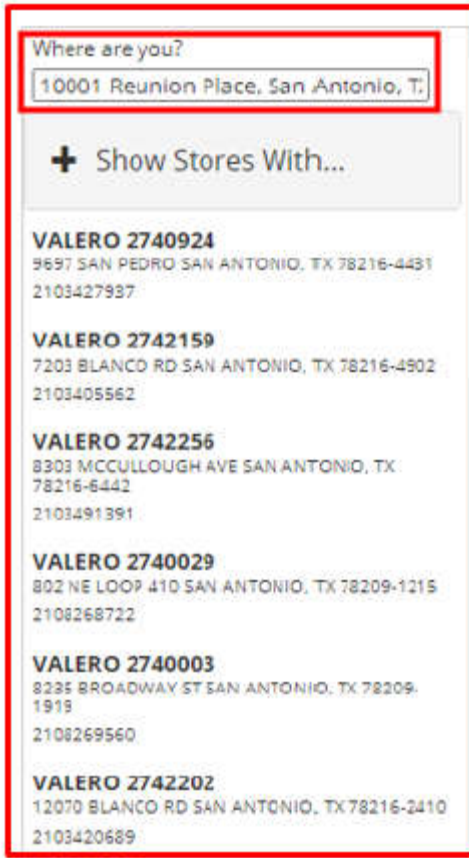 Where are you?
10001 Reunion Place, San Antonio, T
Show Stores With...
VALERO 2740924
9697 SAN PEDRO SAN ANTONIO, TX 78216-4431
2103427937
VALERO 2742159
7203 BLANCO RD SAN ANTONIO, TX 78216-4902
2103405562
VALERO 2742256
8303 MCCULLOUGH AVE SAN ANTONIO, TX
78216-6442
2103491391
VALERO 2740029
802 NE LOOP 410 SAN ANTONIO, TX 78209-1215
2108268722
VALERO 2740003
8235 BROADWAY ST SAN ANTONIO, TX 78209-
1919
2108269560
VALERO 2742202
12070 BLANCO RD SAN ANTONIO, TX 78216-2410
2103420689